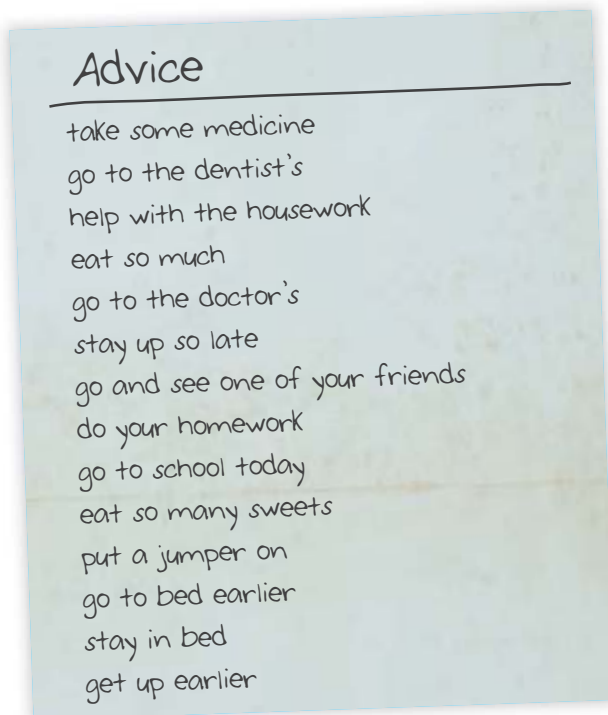 Advice
take some medicine
go to the dentist's
help with the housework
eat so much
go to the doctor's
stay up so late
go and see one of your friends
do your homework
go to school today
eat so many sweets
put a jumper on
go to bed earlier
stay in bed
get up earlier